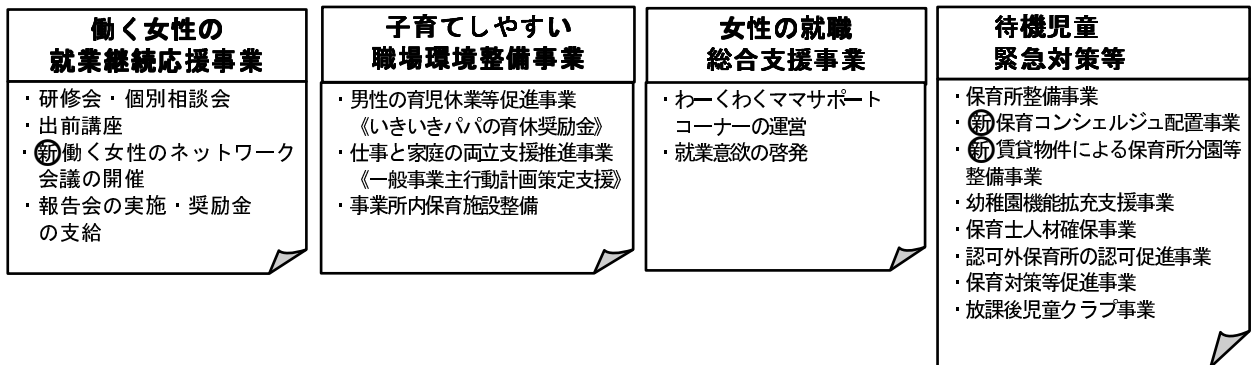 働く女性の
就業継続応援事業
・研修会・個別相談会
・出前講座
・㊟働く女性のネットワーク
会議の開催
・報告会の実施・奨励金
の支給
子育てしやすい
職場環境整備事業
・男性の育児休業等促進事業
《いきいきパパの育休奨励金》
・仕事と家庭の両立支援推進事業
《一般事業主行動計画策定支援》
・事業所内保育施設整備
女性の就職
総合支援事業
・わーくわくママサポート
コーナーの運営
・就業意欲の啓発
待機児童
緊急対策等
・保育所整備事業
・新保育コンシェルジュ配置事業
・新賃貸物件による保育所分園等
整備事業
・幼稚園機能拡充支援事業
・保育士人材確保事業
・認可外保育所の認可促進事業
・保育対策等促進事業
・放課後児童クラブ事業